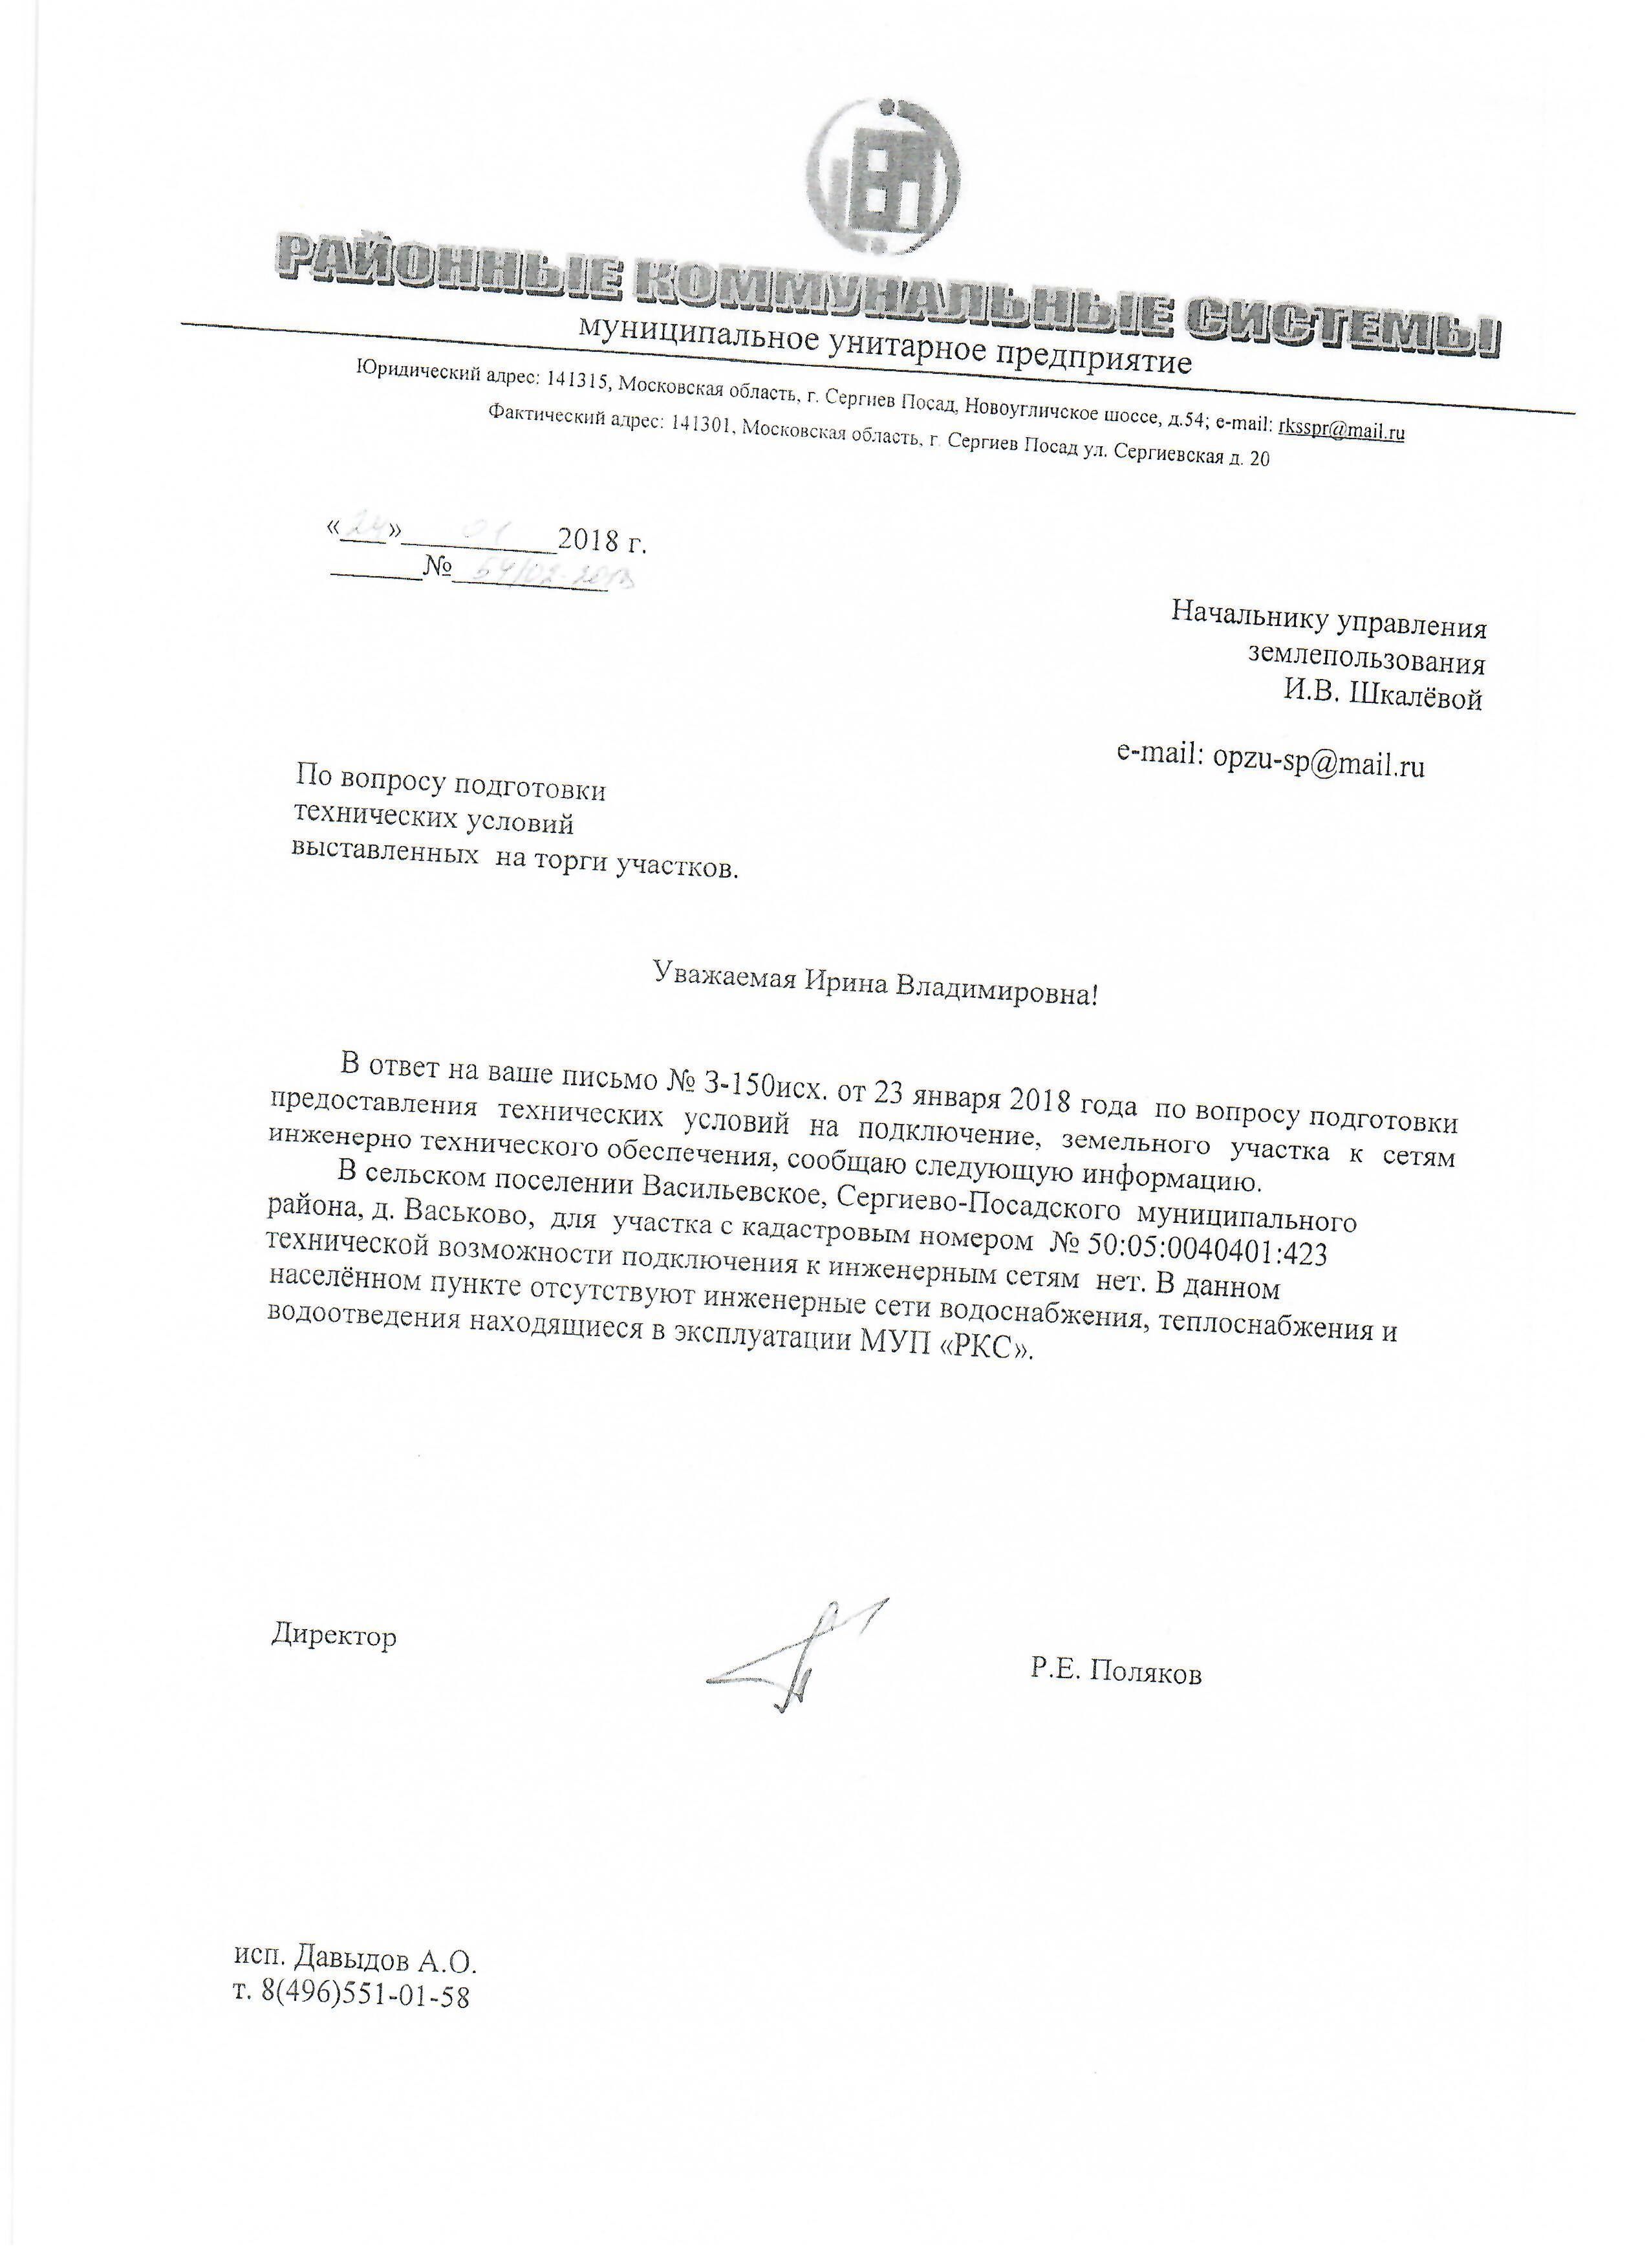 РАЙОННЫЕ КОММУНАЛЬНЫЕ СИСТЕМЫ
муниципальное унитарное предприятие
Юридический адрес: 141315, Московская область, г. Сергиев Посад, Новоугличское шоссе, д.54; e-mail: rksspr@mail.ru
Фактический адрес: 141301, Московская область, г. Сергиев Посад ул. Сергиевская д. 20
«24» 01 2018 г.
№
Начальнику управления
землепользования
И.В. Шкалёвой
e-mail: opzu-sp@mail.ru
По вопросу подготовки
технических условий
выставленных на торги участков.
Уважаемая Ирина Владимировна!
В ответ на ваше письмо № З-150исх. от 23 января 2018 года по вопросу подготовки
предоставления технических условий на подключение, земельного участка к сетям
инженерно технического обеспечения, сообщаю следующую информацию.
В сельском поселении Васильевское, Сергиево-Посадского муниципального
района, д. Васьково, для участка с кадастровым номером № 50:05:0040401:423
технической возможности подключения к инженерным сетям нет. В данном
населённом пункте отсутствуют инженерные сети водоснабжения, теплоснабжения и
водоотведения находящиеся в эксплуатации МУП «РКС».
Директор
Р.Е. Поляков
исп. Давыдов А.О.
т. 8(496)551-01-58